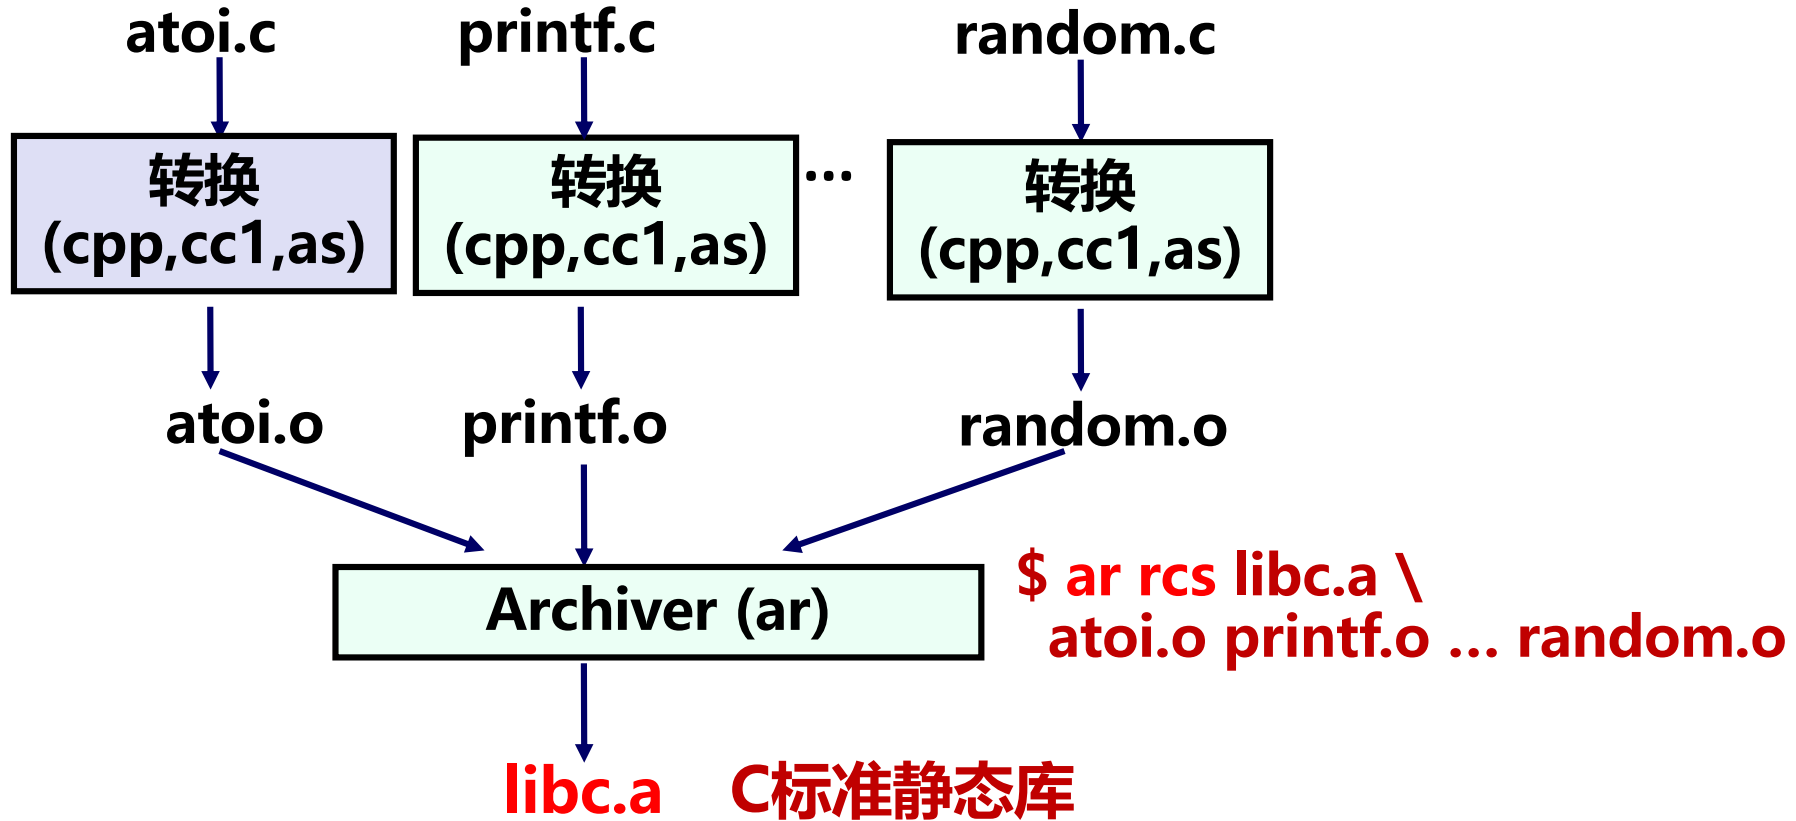 atoi.c
printf.c
random.c
转换
(cpp,cc1,as)
转换
(cpp,cc1,as)
...
转换
(cpp,cc1,as)
atoi.o
printf.o
random.o
Archiver (ar)
$ ar rcs libc.a \
atoi.o printf.o ... random.o
libc.a
C标准静态库